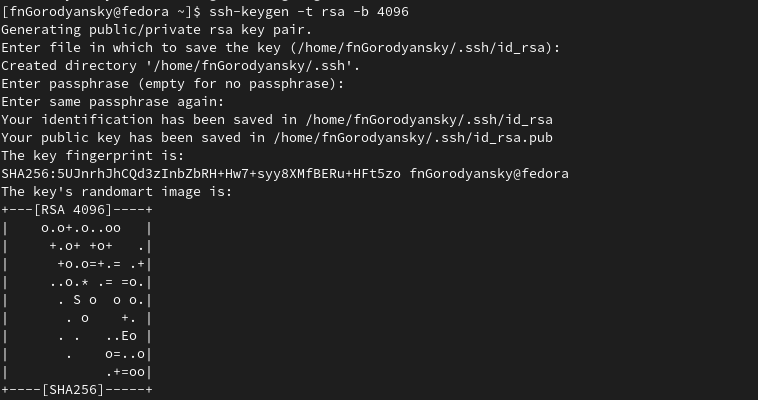 [fnGorodyansky@fedora ~]$ ssh-keygen -t rsa -b 4096
Generating public/private rsa key pair.
Enter file in which to save the key (/home/fnGorodyansky/.ssh/id_rsa):
Created directory '/home/fnGorodyansky/.ssh'.
Enter passphrase (empty for no passphrase):
Enter same passphrase again:
Your identification has been saved in /home/fnGorodyansky/.ssh/id_rsa
Your public key has been saved in /home/fnGorodyansky/.ssh/id_rsa.pub
The key fingerprint is:
SHA256:5UJnrhJhCQd3zInbZbRH+Hw7+syy8XMfBERu+HFt5zo fnGorodyansky@fedora
The key's randomart image is:
+---[RSA 4096]----+
|    o.o+.o..oo   |
|     +.o+ +o+   .|
|      +o.o=+.= .+|
|     ..o.* .= =o.|
|      . S o  o o.|
|       . o    +. |
|      . .   ..Eo |
|       .    o=..o|
|            .+=oo|
+----[SHA256]-----+